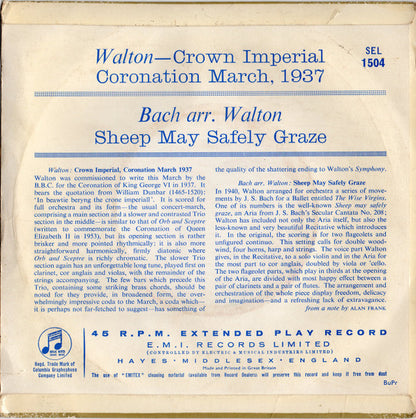 Walton—Crown Imperial
Coronation March, 1937
SEL
1504
Bach arr. Walton
Sheep May Safely Graze
Walton: Crown Imperial, Coronation March 1937
Walton was commissioned to write this March by the
B.B.C. for the Coronation of King George VI in 1937. It
bears the quotation from William Dunbar (1465-1520):
'In beawtie berying the crone imperiall'. It is scored for
full orchestra and its form—the usual concert-march,
comprising a main section and a slower contrasted Trio
section in the middle—is similar to that of Orb and Sceptre
(written to commemorate the Coronation of Queen
Elizabeth II in 1953), but its opening section is rather
brisker and more pointed rhythmically; it is also more
straightforward harmonically, firmly diatonic where
Orb and Sceptre is richly chromatic. The slower Trio
section again has an unforgettable long tune, played first on
clarinet, cor anglais and violas, with the remainder of the
strings accompanying. The few bars which precede this
Trio, containing some striking brass chords, should be
noted for they provide, in broadened form, the over-
whelmingly impressive coda to the March, a coda which—
it is perhaps not far-fetched to suggest—has something of
the quality of the shattering ending to Walton's Symphony.
Bach arr. Walton: Sheep May Safely Graze
In 1940, Walton arranged for orchestra a series of move-
ments by J. S. Bach for a Ballet entitled The Wise Virgins.
One of its numbers is the well-known Sheep may safely
graze, an Aria from J. S. Bach's Secular Cantata No. 208;
Walton has included not only the Aria itself, but also the
less-known and very beautiful Recitative which introduces
it. In the original, the scoring is for two flageolets and
unfigured continuo. This setting calls for double wood-
wind, four horns, harp and strings. The voice part Walton
gives, in the Recitative, to a solo violin and in the Aria for
the most part to cor anglais, doubled by viola or 'cello.
The two flageolet parts, which play in thirds at the opening
of the Aria, are divided with most happy effect between a
pair of clarinets and a pair of flutes. The arrangement and
orchestration of the whole piece display freedom, delicacy
and imagination—and a refreshing lack of extravagance.
from a note by ALAN FRANK
Regd. Trade Mark of
Columbia Graphophone
Company Limited
45 R.P.M. EXTENDED PLAY RECORD
E.M.I. RECORDS LIMITED
(CONTROLLED BY ELECTRIC & MUSICAL INDUSTRIES LIMITED)
HAYES · MIDDLESEX · ENGLAND
Made and Printed in Great Britain
The use of "EMITEX" cleaning material (available from Record Dealers) will preserve this record and keep it free from dust
BuPr